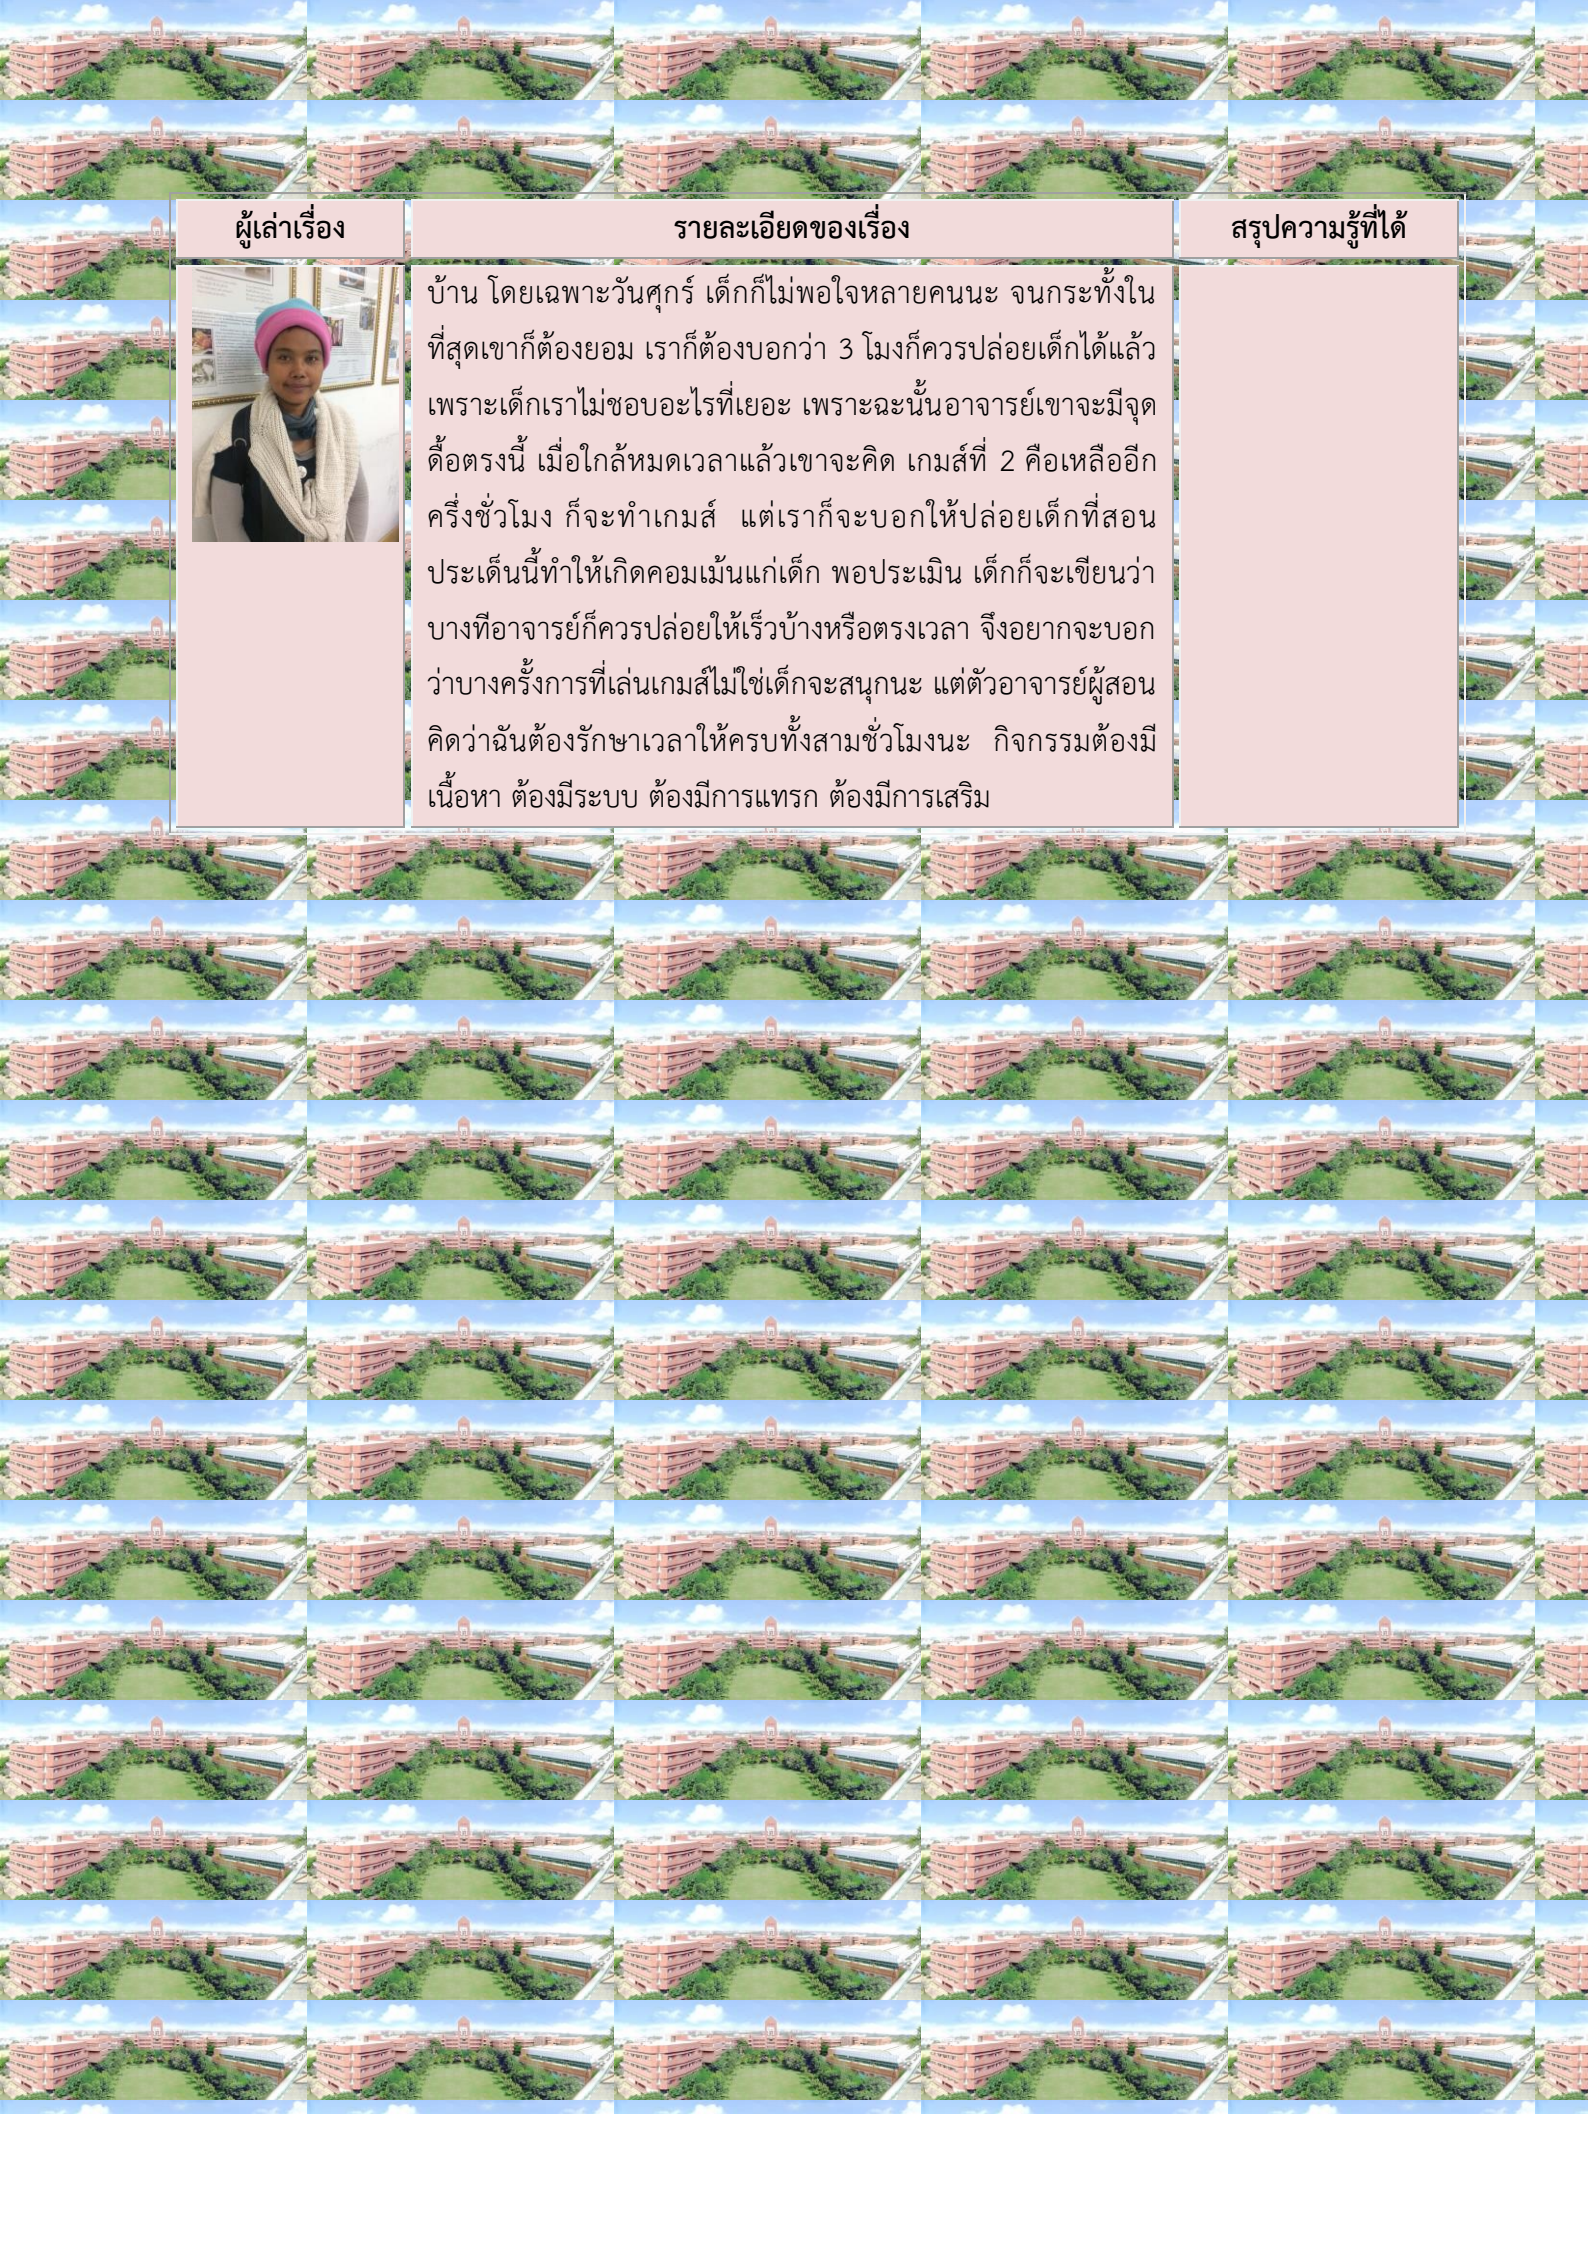 ผู้เล่าเรื่อง
รายละเอียดของเรื่อง
สรุปความรู้ที่ได้
บ้าน โดยเฉพาะวันศุกร์ เด็กก็ไม่พอใจหลายคนนะ จนกระทั้งใน
ที่สุดเขาก็ต้องยอม เราก็ต้องบอกว่า 3 โมงก็ควรปล่อยเด็กได้แล้ว
เพราะเด็กเราไม่ชอบอะไรที่เยอะ เพราะฉะนั้นอาจารย์เขาจะมีจุด
ดื้อตรงนี้ เมื่อใกล้หมดเวลาแล้วเขาจะคิด เกมส์ที่ 2 คือเหลืออีก
ครึ่งชั่วโมง ก็จะทำเกมส์ แต่เราก็จะบอกให้ปล่อยเด็กที่สอน
ประเด็นนี้ทำให้เกิดคอมเม้นแก่เด็ก พอประเมิน เด็กก็จะเขียนว่า
บางทีอาจารย์ก็ควรปล่อยให้เร็วบ้างหรือตรงเวลา จึงอยากจะบอก
ว่าบางครั้งการที่เล่นเกมส์ไม่ใช่เด็กจะสนุกนะ แต่ตัวอาจารย์ผู้สอน
คิดว่าฉันต้องรักษาเวลาให้ครบทั้งสามชั่วโมงนะ กิจกรรมต้องมี
เนื้อหา ต้องมีระบบ ต้องมีการแทรก ต้องมีการเสริม